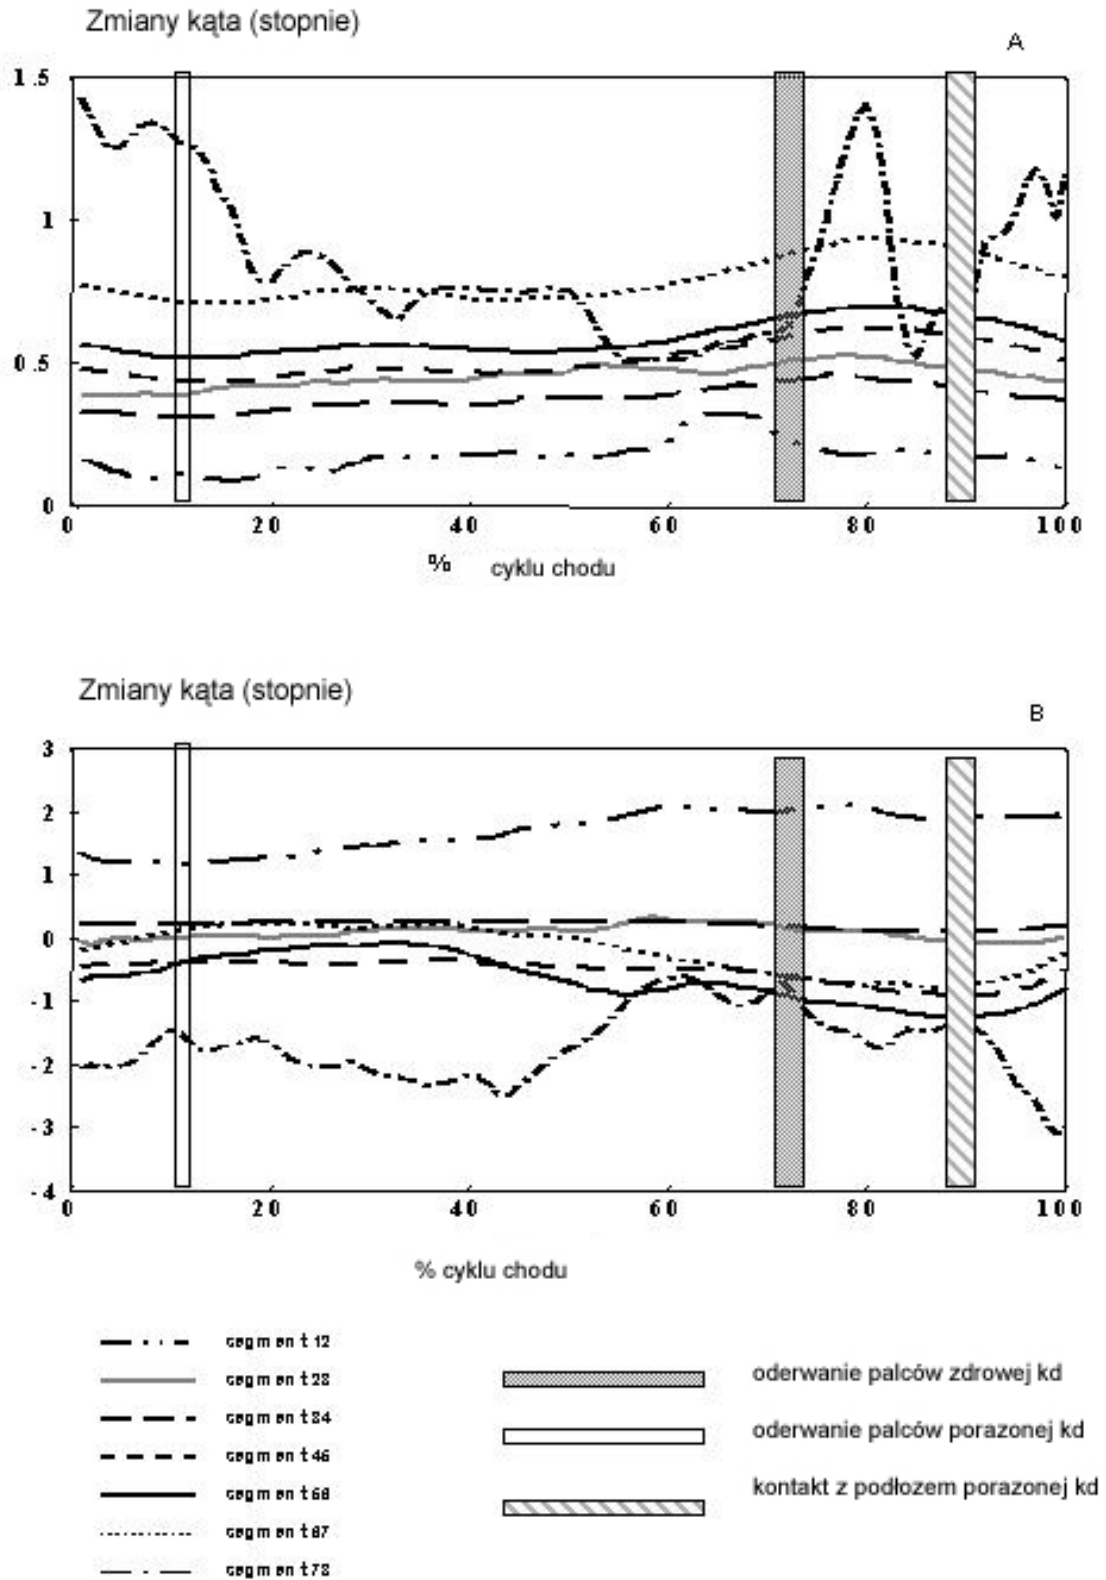 Zmiany kąta (stopnie)
A
1.5
1
0.5
0
0 20 40 60 80 100
% cyklu chodu
Zmiany kąta (stopnie)
B
3
2
1
0
-1
-2
-3
-4
0 20 40 60 80 100
% cyklu chodu
segment 12
segment 23
segment 34
segment 45
segment 56
segment 67
segment 78
oderwanie palców zdrowej kd
oderwanie palców porazonej kd
kontakt z podłozem porazonej kd